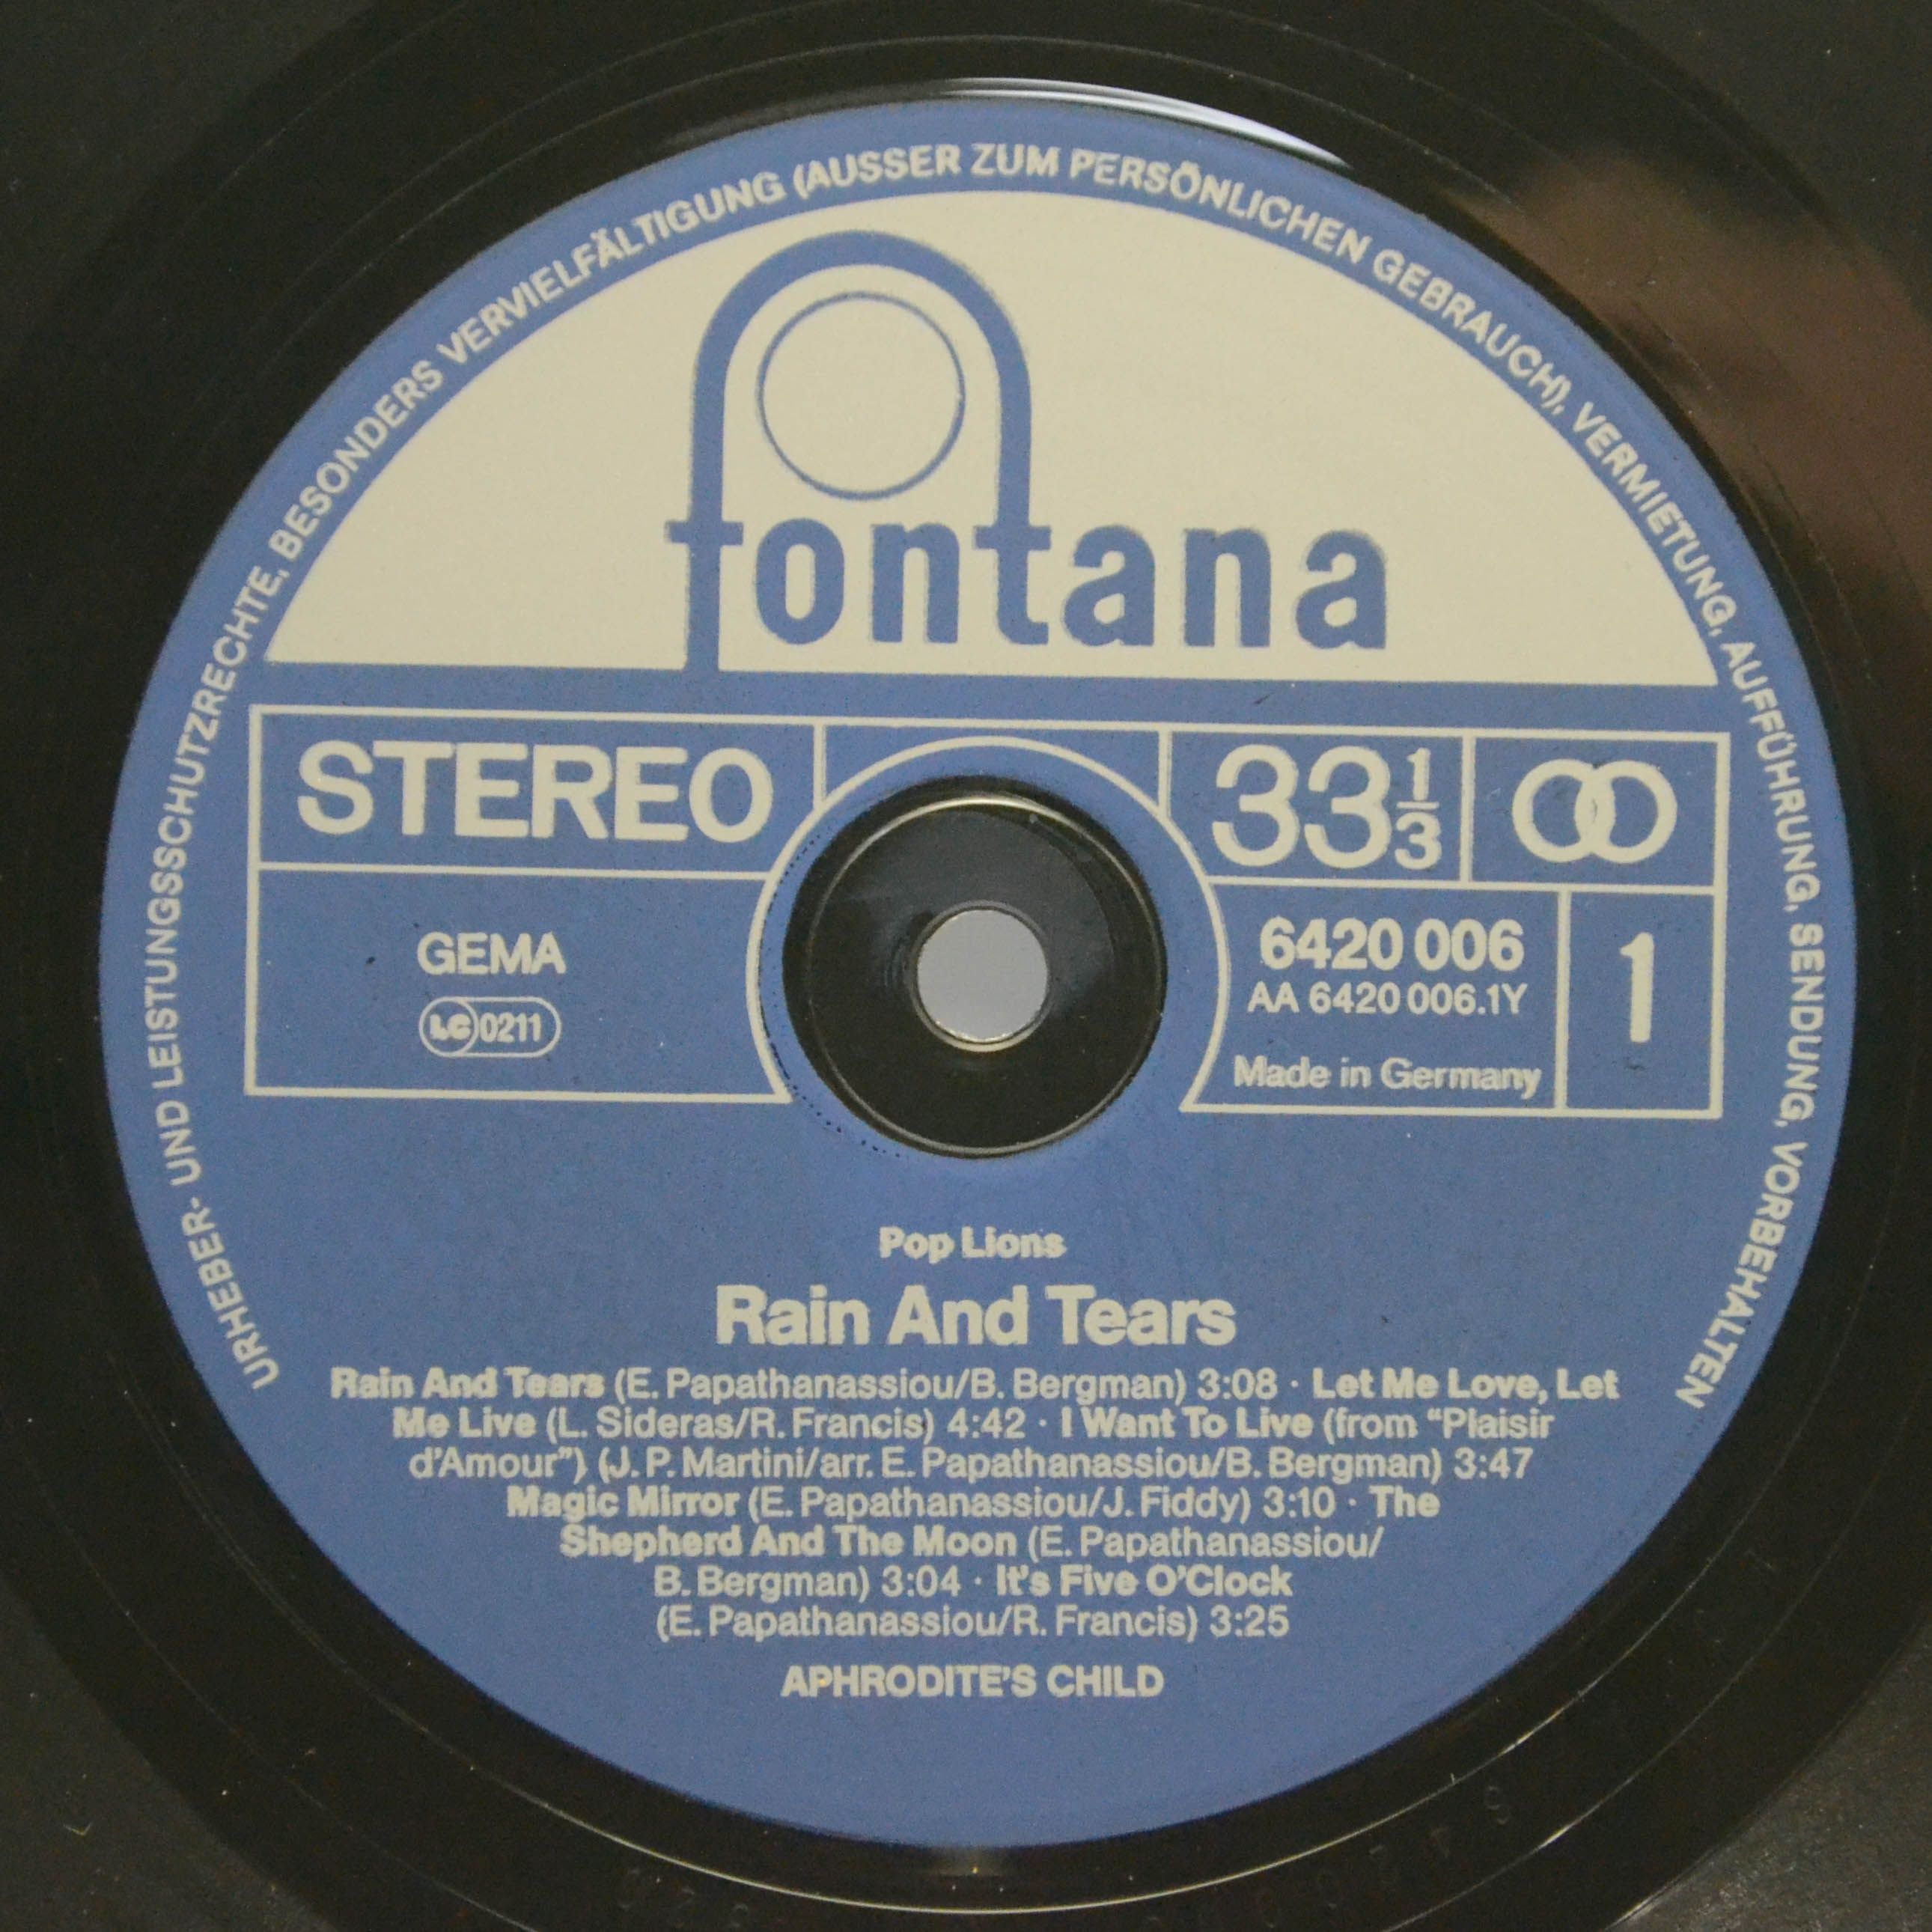 URHEBER- UND LEISTUNGSSCHUTZRECHTE, BESONDERS VERVIELFÄLTIGUNG (AUSSER ZUM PERSÖNLICHEN GEBRAUCH), VERMIETUNG, AUFFÜHRUNG, SENDUNG, VORBEHALTEN
fontana
STEREO
33 1/3
GEMA
LC 0211
6420 006
AA 6420 006.1Y
Made in Germany
1
Pop Lions
Rain And Tears
Rain And Tears (E. Papathanassiou/B. Bergman) 3:08 · Let Me Love, Let
Me Live (L. Sideras/R. Francis) 4:42 · I Want To Live (from “Plaisir
d’Amour”) (J. P. Martini/arr. E. Papathanassiou/B. Bergman) 3:47
Magic Mirror (E. Papathanassiou/J. Fiddy) 3:10 · The
Shepherd And The Moon (E. Papathanassiou/
B. Bergman) 3:04 · It’s Five O’Clock
(E. Papathanassiou/R. Francis) 3:25
APHRODITE’S CHILD